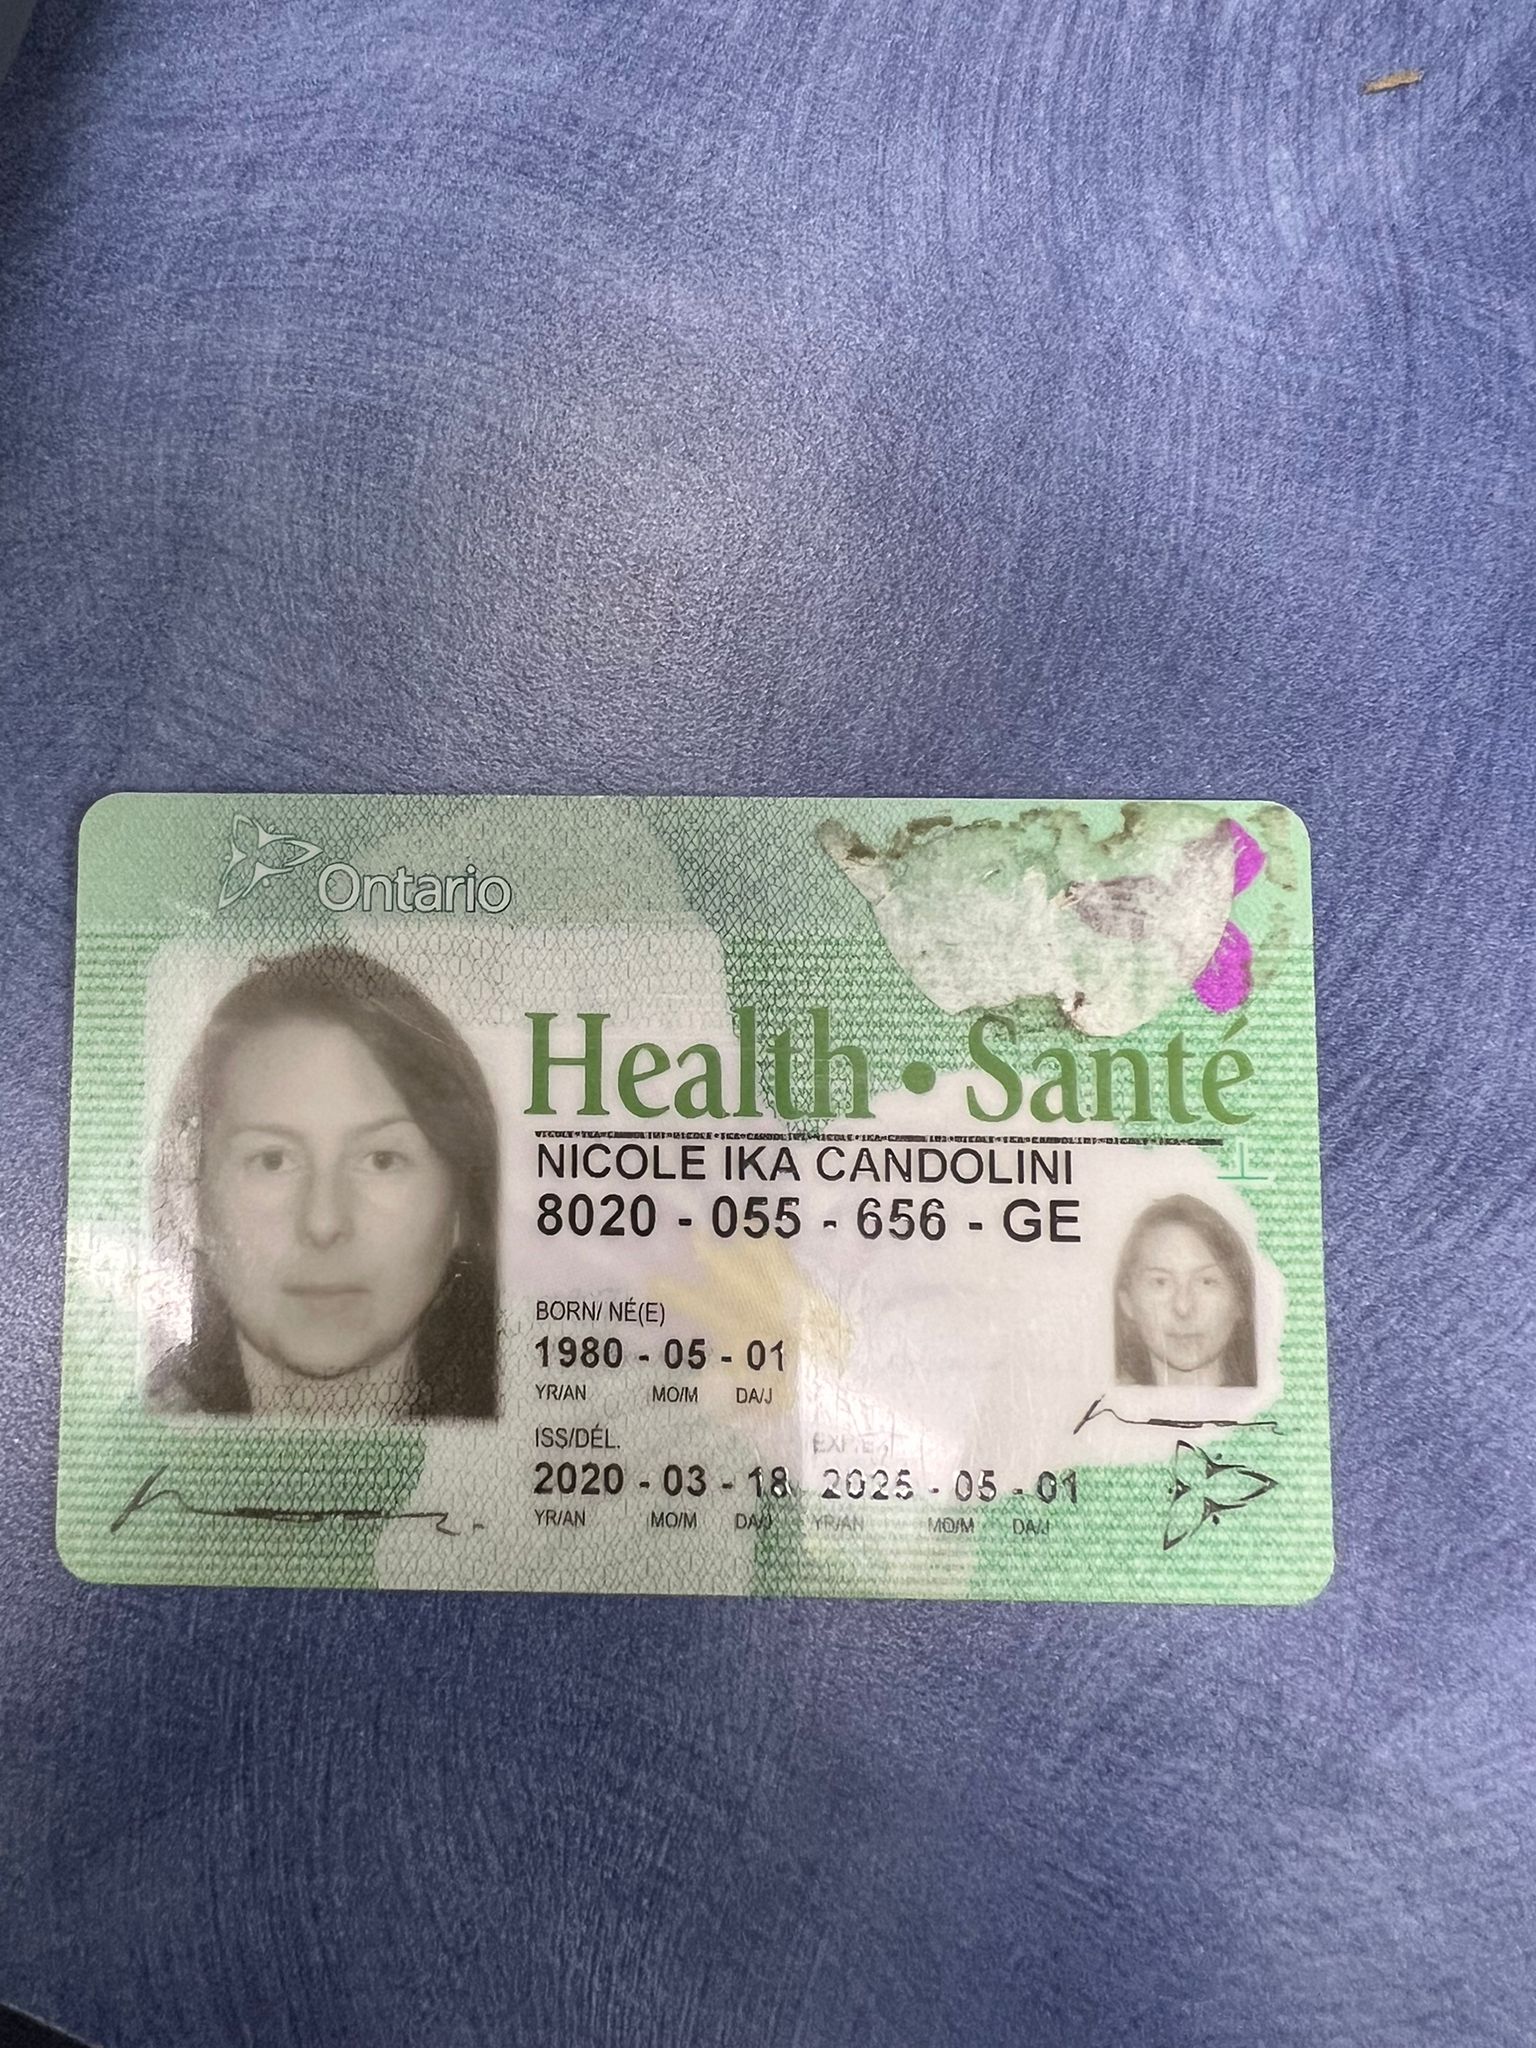 Ontario
Health • Santé
NICOLE IKA CANDOLINI
8020 - 055 - 656 - GE
BORN/ NÉ(E)
1980 - 05 - 01
YR/AN MO/M DA/J
ISS/DÉL.
2020 - 03 - 18 2025 - 05 - 01
YR/AN MO/M DA/J YR/AN MO/M DA/J